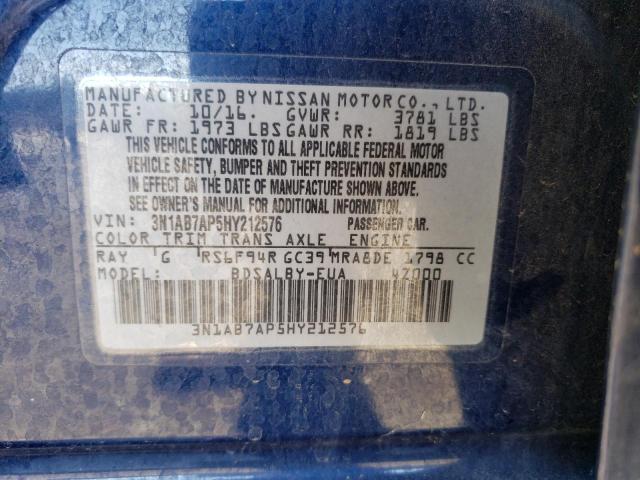 MANUFACTURED BY NISSAN MOTOR CO., LTD.
DATE: 10/16. GVWR: 3781 LBS
GAWR FR: 1973 LBS GAWR RR: 1819 LBS
THIS VEHICLE CONFORMS TO ALL APPLICABLE FEDERAL MOTOR
VEHICLE SAFETY, BUMPER AND THEFT PREVENTION STANDARDS
IN EFFECT ON THE DATE OF MANUFACTURE SHOWN ABOVE.
SEE OWNER'S MANUAL FOR ADDITIONAL INFORMATION.
VIN: 3N1AB7AP5HY212576 PASSENGER CAR.
COLOR TRIM TRANS AXLE ENGINE
RAY G RS6F94R GC39 MRA8DE 1798 CC
MODEL: BDSALBY-EUA 4Z000
3N1AB7AP5HY212576